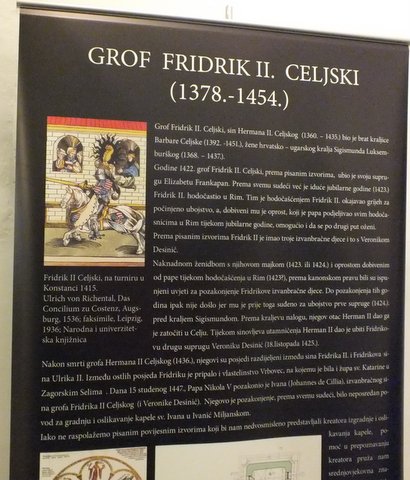 GROF FRIDRIK II. CELJSKI
(1378.-1454.)
Grof Fridrik II. Celjski, sin Hermana II. Celjskog (1360. – 1435.) bio je brat kraljice
Barbare Celjske (1392. -1451.), žene hrvatsko – ugarskog kralja Sigismunda Luksem-
burškog (1368. – 1437.).
Godine 1422. grof Fridrik II. Celjski, prema pisanim izvorima, ubio je svoju supru-
gu Elizabetu Frankapan. Prema svemu sudeći već je iduće jubilarne godine (1423.)
Fridrik II. hodočastio u Rim. Tim je hodočašćenjem Fridrik II. okajavao grijeh za
počinjeno ubojstvo, a, dobiveni mu je oprost, koji je papa podjeljivao svim hodoča-
snicima u Rim tijekom jubilarne godine, omogućio i da se po drugi put oženi.
Prema pisanim izvorima Fridrik II je imao troje izvanbračne djece i to s Veronikom
Desinić.
Naknadnom ženidbom s njihovom majkom (1423. ili 1424.) i oprostom dobivenim
od pape tijekom hodočašćenja u Rim (1423?), prema kanonskom pravu bili su ispu-
njeni uvjeti za pozakonjenje Fridrikove izvanbračne djece. Do pozakonjenja tih go-
dina ipak nije došlo jer mu je prije toga suđeno za ubojstvo prve supruge (1424.)
pred kraljem Sigismundom. Prema kraljevu nalogu, njegov otac Herman II dao ga
je zatočiti u Celju. Tijekom sinovljeva utamničenja Herman II dao je ubiti Fridriko-
vu drugu suprugu Veroniku Desinić (18.listopada 1425.).
Fridrik II Celjski, na turniru u
Konstanci 1415.
Ulrich von Richental, Das
Concilium zu Costenz, Augs-
burg, 1536; faksimile, Leipzig,
1936; Narodna i univerzitet-
ska knjižnica
Nakon smrti grofa Hermana II Celjskog (1436.), njegovi su posjedi razdijeljeni između sina Fridrika II. i Fridrikova si-
na Ulrika II. Između ostlih posjeda Fridriku je pripalo i vlastelinstvo Vrbovec, na kojemu je bila i župa sv. Katarine u
Zagorskim Selima . Dana 15 studenog 1447., Papa Nikola V pozakonio je Ivana (Johannes de Cillia), izvanbračnog si-
na grofa Fridrika II Celjskog (i Veronike Desinić). Njegovo je pozakonjenje, prema svemu sudeći, bilo neposredan po-
vod za gradnju i oslikavanje kapele sv. Ivana u Ivanić Miljanskom.
Iako ne raspolažemo pisanim povijesnim izvorima koji bi nam nedvosmisleno predstavljali kreatora izgradnje i osli-
kavanja kapele, po-
moć u prepoznavanju
kreatora pruža nam
srednjovjekovna zna-